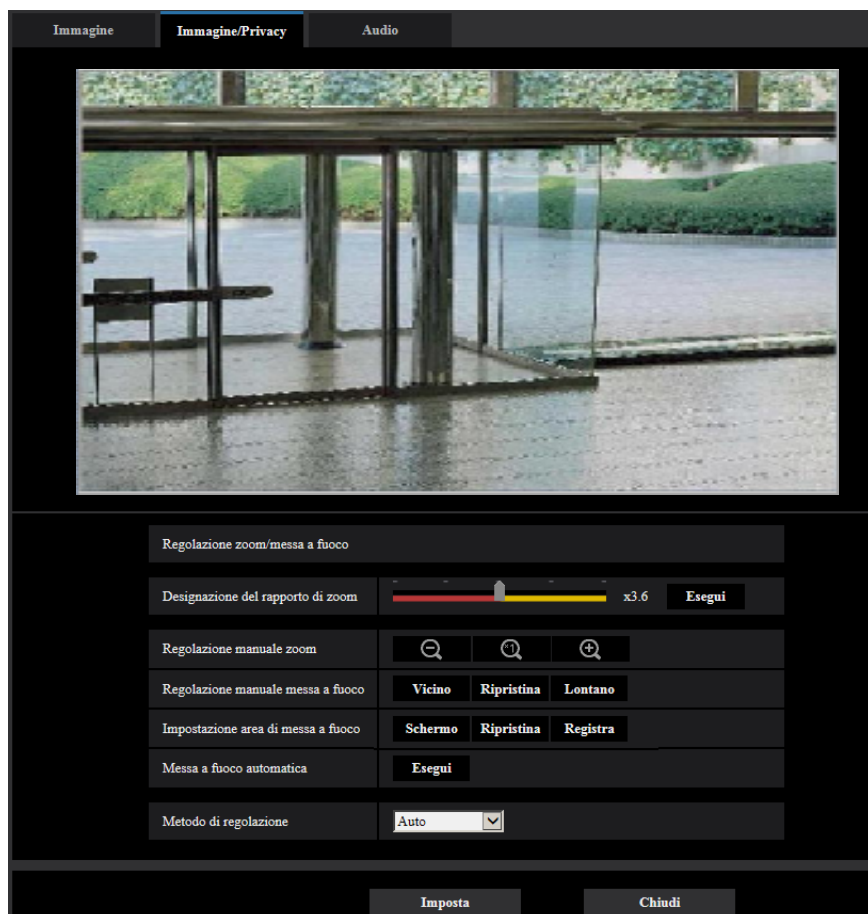 Immagine Immagine/Privacy Audio
Regolazione zoom/messa a fuoco
Designazione del rapporto di zoom x3.6 Esegui
Regolazione manuale zoom ×1
Regolazione manuale messa a fuoco Vicino Ripristina Lontano
Impostazione area di messa a fuoco Schermo Ripristina Registra
Messa a fuoco automatica Esegui
Metodo di regolazione Auto
Imposta Chiudi